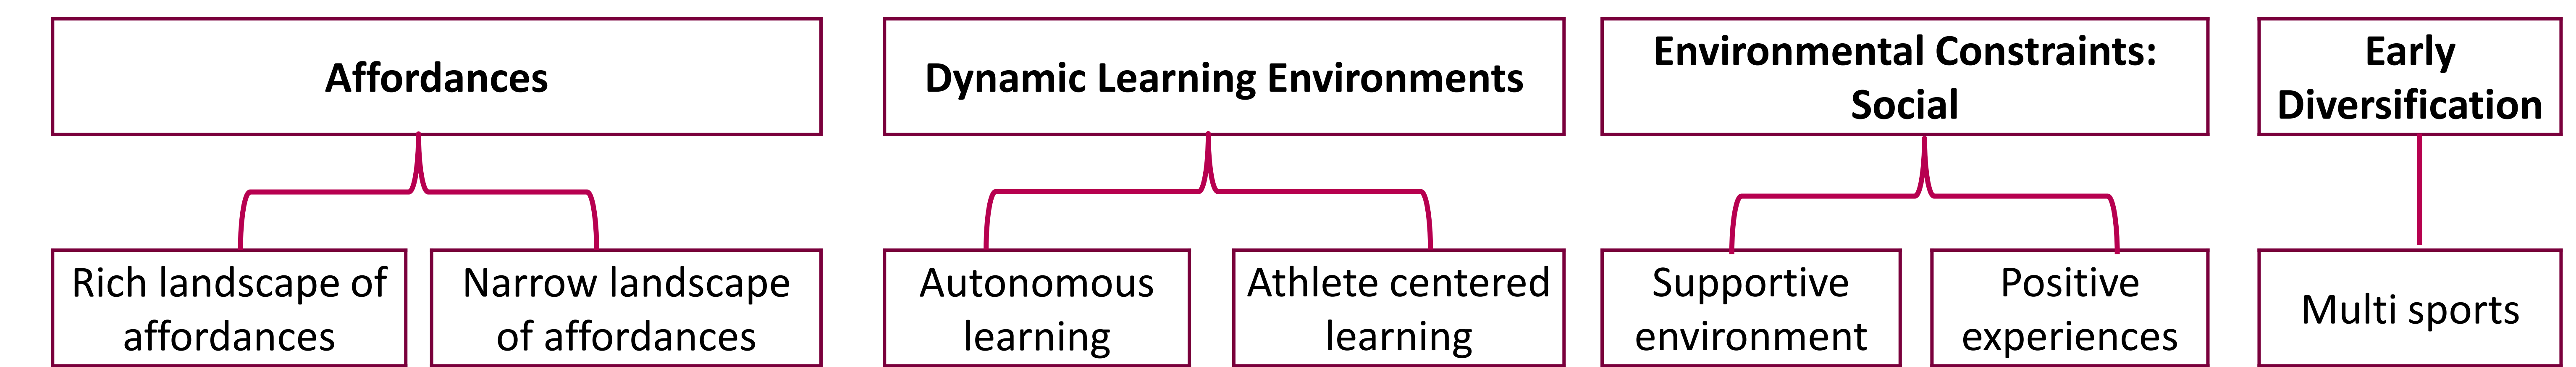 Affordances
Dynamic Learning Environments
Environmental Constraints:
Social
Early
Diversification
Rich landscape of
affordances
Narrow landscape
of affordances
Autonomous
learning
Athlete centered
learning
Supportive
environment
Positive
experiences
Multi sports